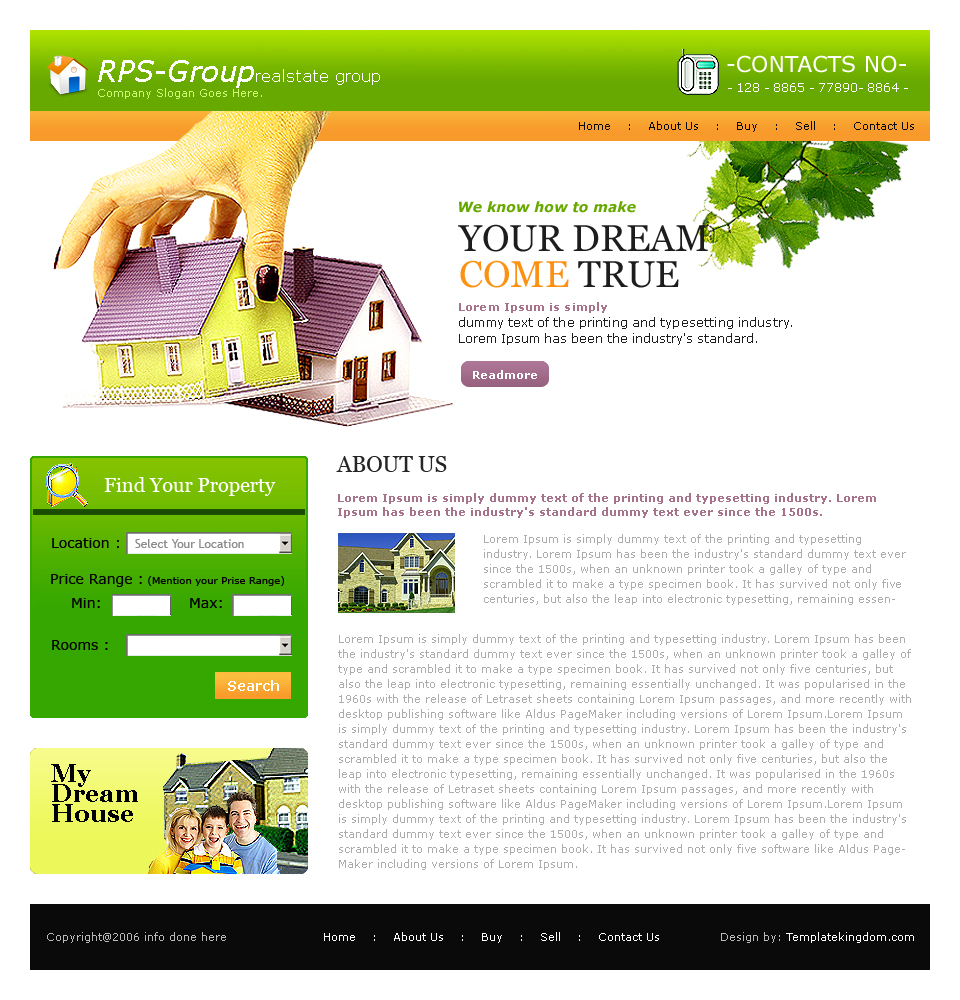 RPS-Group realstate group
Company Slogan Goes Here.
-CONTACTS NO-
- 128 - 8865 - 77890- 8864 -
Home : About Us : Buy : Sell : Contact Us
We know how to make
YOUR DREAM
COME TRUE
Lorem Ipsum is simply
dummy text of the printing and typesetting industry.
Lorem Ipsum has been the industry's standard.
Readmore
Find Your Property
Location : Select Your Location
Price Range : (Mention your Prise Range)
Min: Max:
Rooms :
Search
My
Dream
House
ABOUT US
Lorem Ipsum is simply dummy text of the printing and typesetting industry. Lorem
Ipsum has been the industry's standard dummy text ever since the 1500s.
Lorem Ipsum is simply dummy text of the printing and typesetting
industry. Lorem Ipsum has been the industry's standard dummy text ever
since the 1500s, when an unknown printer took a galley of type and
scrambled it to make a type specimen book. It has survived not only five
centuries, but also the leap into electronic typesetting, remaining essen-
Lorem Ipsum is simply dummy text of the printing and typesetting industry. Lorem Ipsum has been
the industry's standard dummy text ever since the 1500s, when an unknown printer took a galley of
type and scrambled it to make a type specimen book. It has survived not only five centuries, but
also the leap into electronic typesetting, remaining essentially unchanged. It was popularised in the
1960s with the release of Letraset sheets containing Lorem Ipsum passages, and more recently with
desktop publishing software like Aldus PageMaker including versions of Lorem Ipsum.Lorem Ipsum
is simply dummy text of the printing and typesetting industry. Lorem Ipsum has been the industry's
standard dummy text ever since the 1500s, when an unknown printer took a galley of type and
scrambled it to make a type specimen book. It has survived not only five centuries, but also the
leap into electronic typesetting, remaining essentially unchanged. It was popularised in the 1960s
with the release of Letraset sheets containing Lorem Ipsum passages, and more recently with
desktop publishing software like Aldus PageMaker including versions of Lorem Ipsum.Lorem Ipsum
is simply dummy text of the printing and typesetting industry. Lorem Ipsum has been the industry's
standard dummy text ever since the 1500s, when an unknown printer took a galley of type and
scrambled it to make a type specimen book. It has survived not only five software like Aldus Page-
Maker including versions of Lorem Ipsum.
Copyright@2006 info done here
Home : About Us : Buy : Sell : Contact Us
Design by: Templatekingdom.com